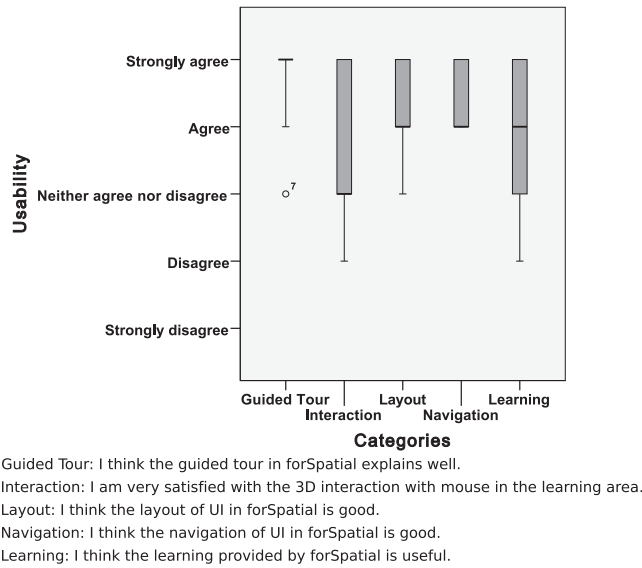 Usability
Strongly agree
Agree
Neither agree nor disagree
Disagree
Strongly disagree
7
Guided Tour
Interaction
Layout
Navigation
Learning
Categories
Guided Tour: I think the guided tour in forSpatial explains well.
Interaction: I am very satisfied with the 3D interaction with mouse in the learning area.
Layout: I think the layout of UI in forSpatial is good.
Navigation: I think the navigation of UI in forSpatial is good.
Learning: I think the learning provided by forSpatial is useful.